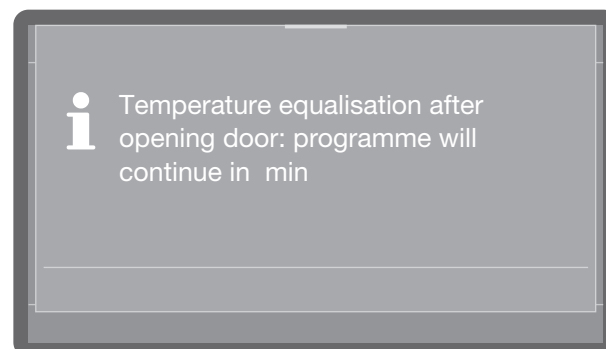 Temperature equalisation after
opening door: programme will
continue in  min